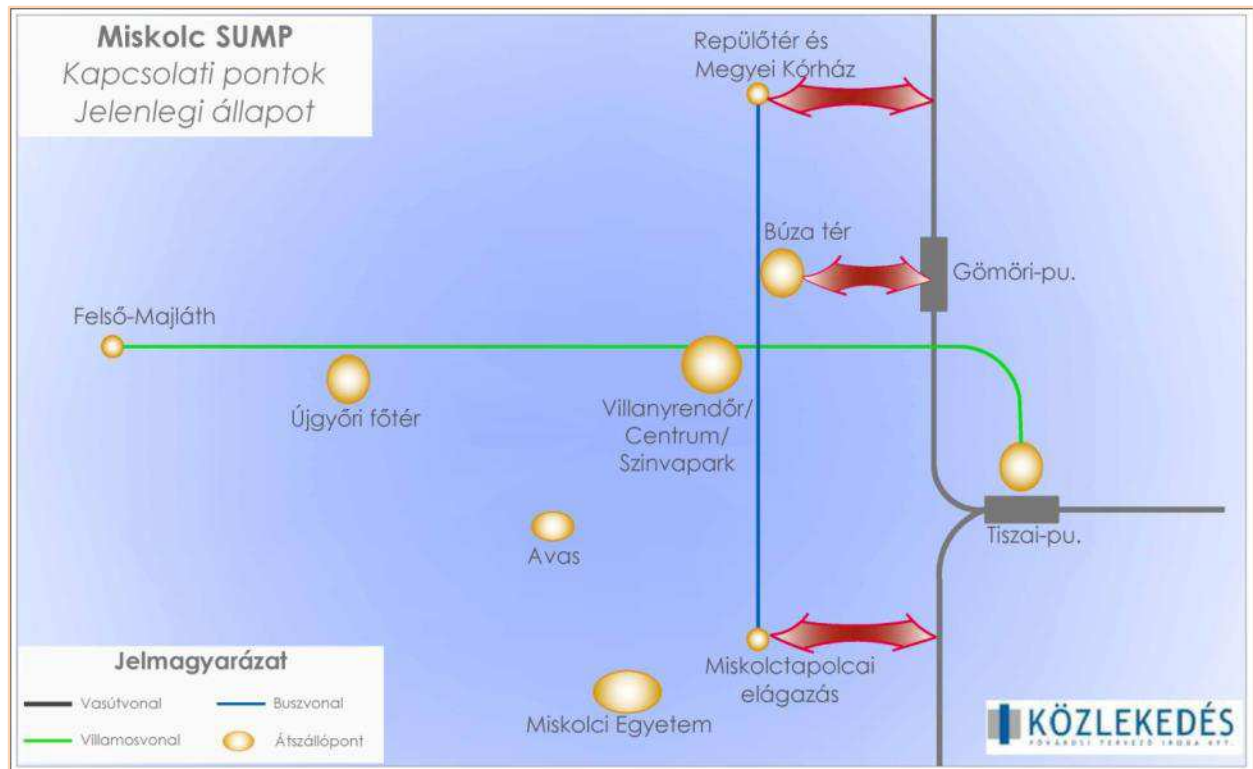 Miskolc SUMP
Kapcsolati pontok
Jelenlegi állapot
Repülőtér és
Megyei Kórház
Búza tér
Gömöri-pu.
Felső-Majláth
Újgyőri főtér
Villanyrendőr/
Centrum/
Szinvapark
Avas
Tiszai-pu.
Miskolctapolcai
elágazás
Miskolci Egyetem
Jelmagyarázat
Vasútvonal
Buszvonal
Villamosvonal
Átszállópont
KÖZLEKEDÉS
FŐVÁROSI TERVEZŐ IRODA KFT.